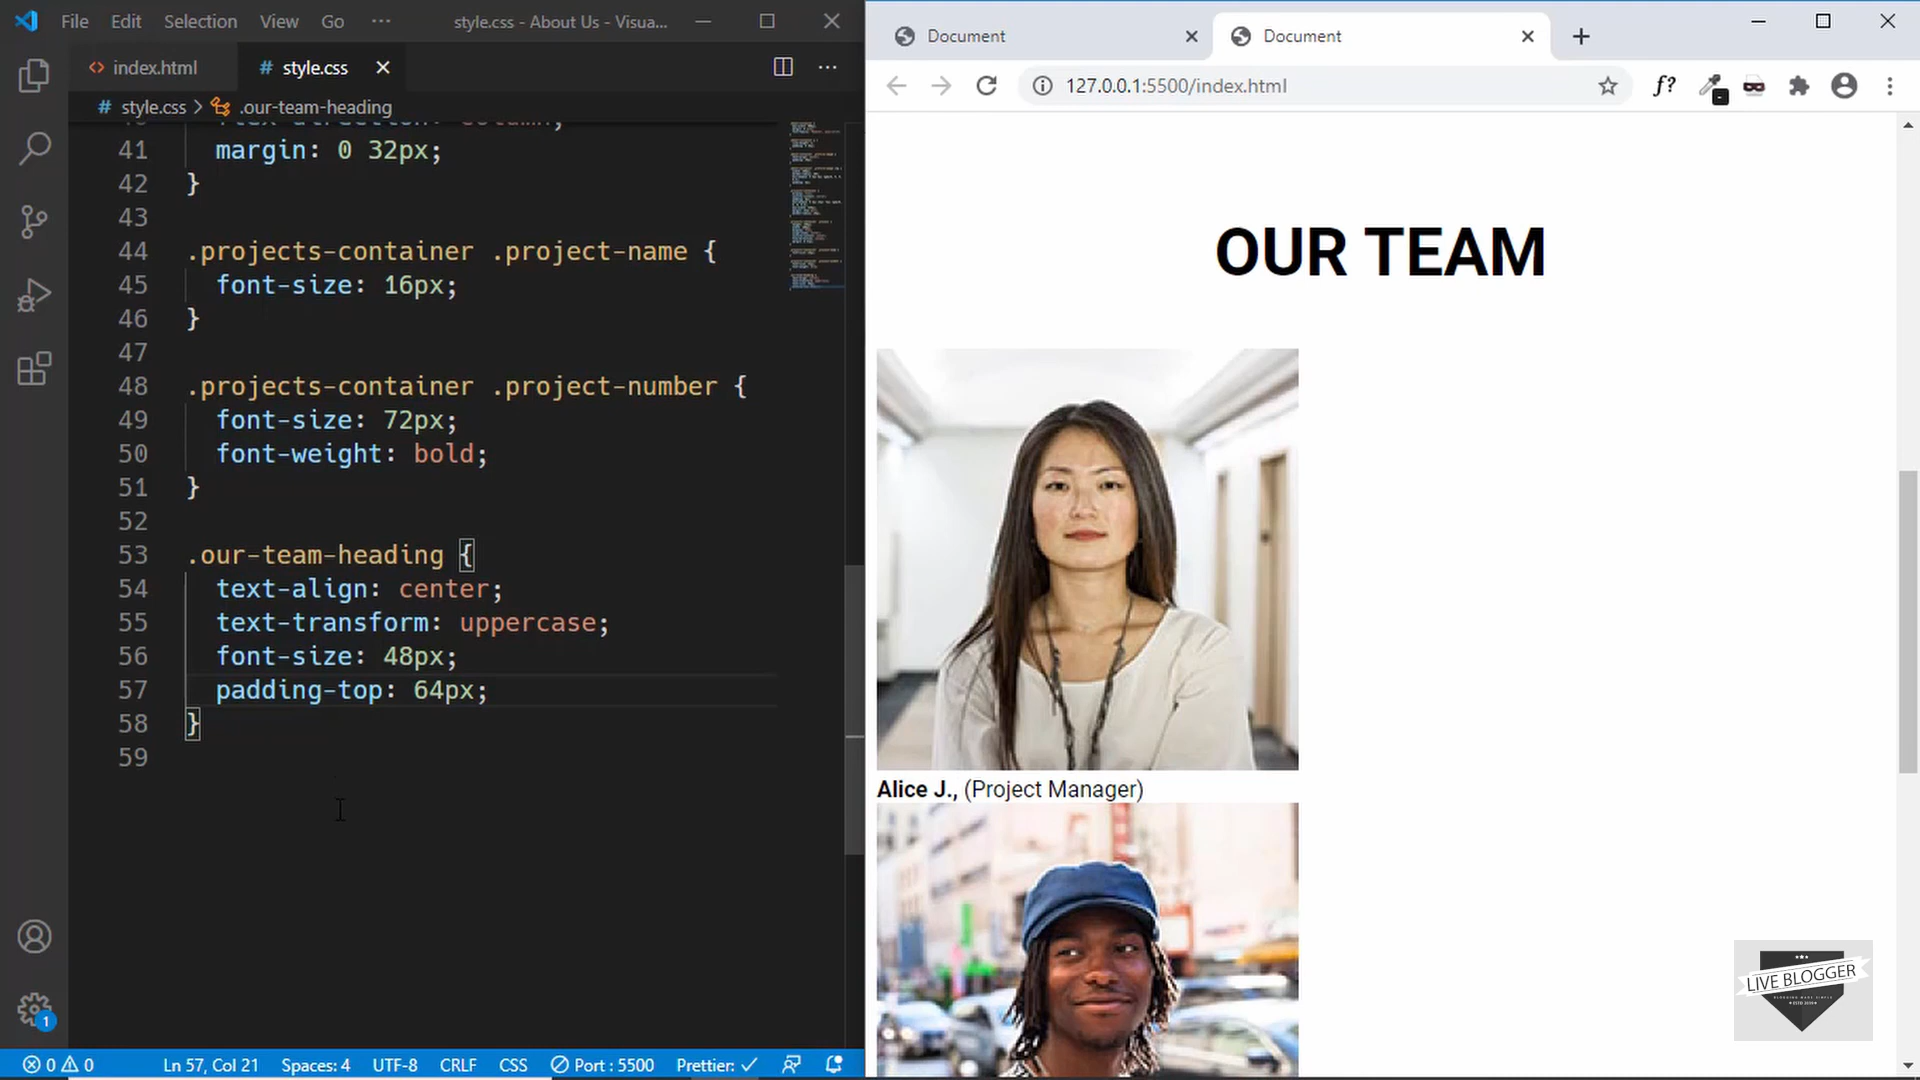 File Edit Selection View Go ··· style.css - About Us - Visua...
index.html # style.css
# style.css > .our-team-heading
flex-direction: column;
41 margin: 0 32px;
42 }
43
44 .projects-container .project-name {
45 font-size: 16px;
46 }
47
48 .projects-container .project-number {
49 font-size: 72px;
50 font-weight: bold;
51 }
52
53 .our-team-heading {
54 text-align: center;
55 text-transform: uppercase;
56 font-size: 48px;
57 padding-top: 64px;
58 }
59
1
0 0 Ln 57, Col 21 Spaces: 4 UTF-8 CRLF CSS Port : 5500 Prettier: ✓
Document Document
127.0.0.1:5500/index.html f?
OUR TEAM
Alice J., (Project Manager)
LIVE BLOGGER